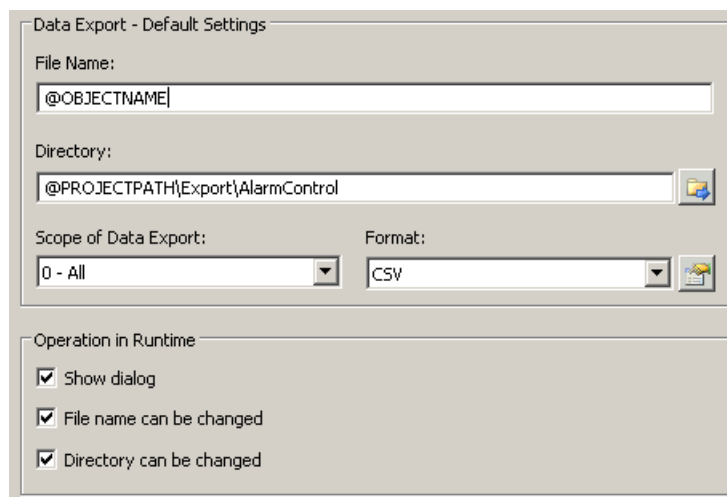 Data Export - Default Settings
File Name:
@OBJECTNAME
Directory:
@PROJECTPATH\Export\AlarmControl
Scope of Data Export: Format:
0 - All CSV
Operation in Runtime
Show dialog
File name can be changed
Directory can be changed